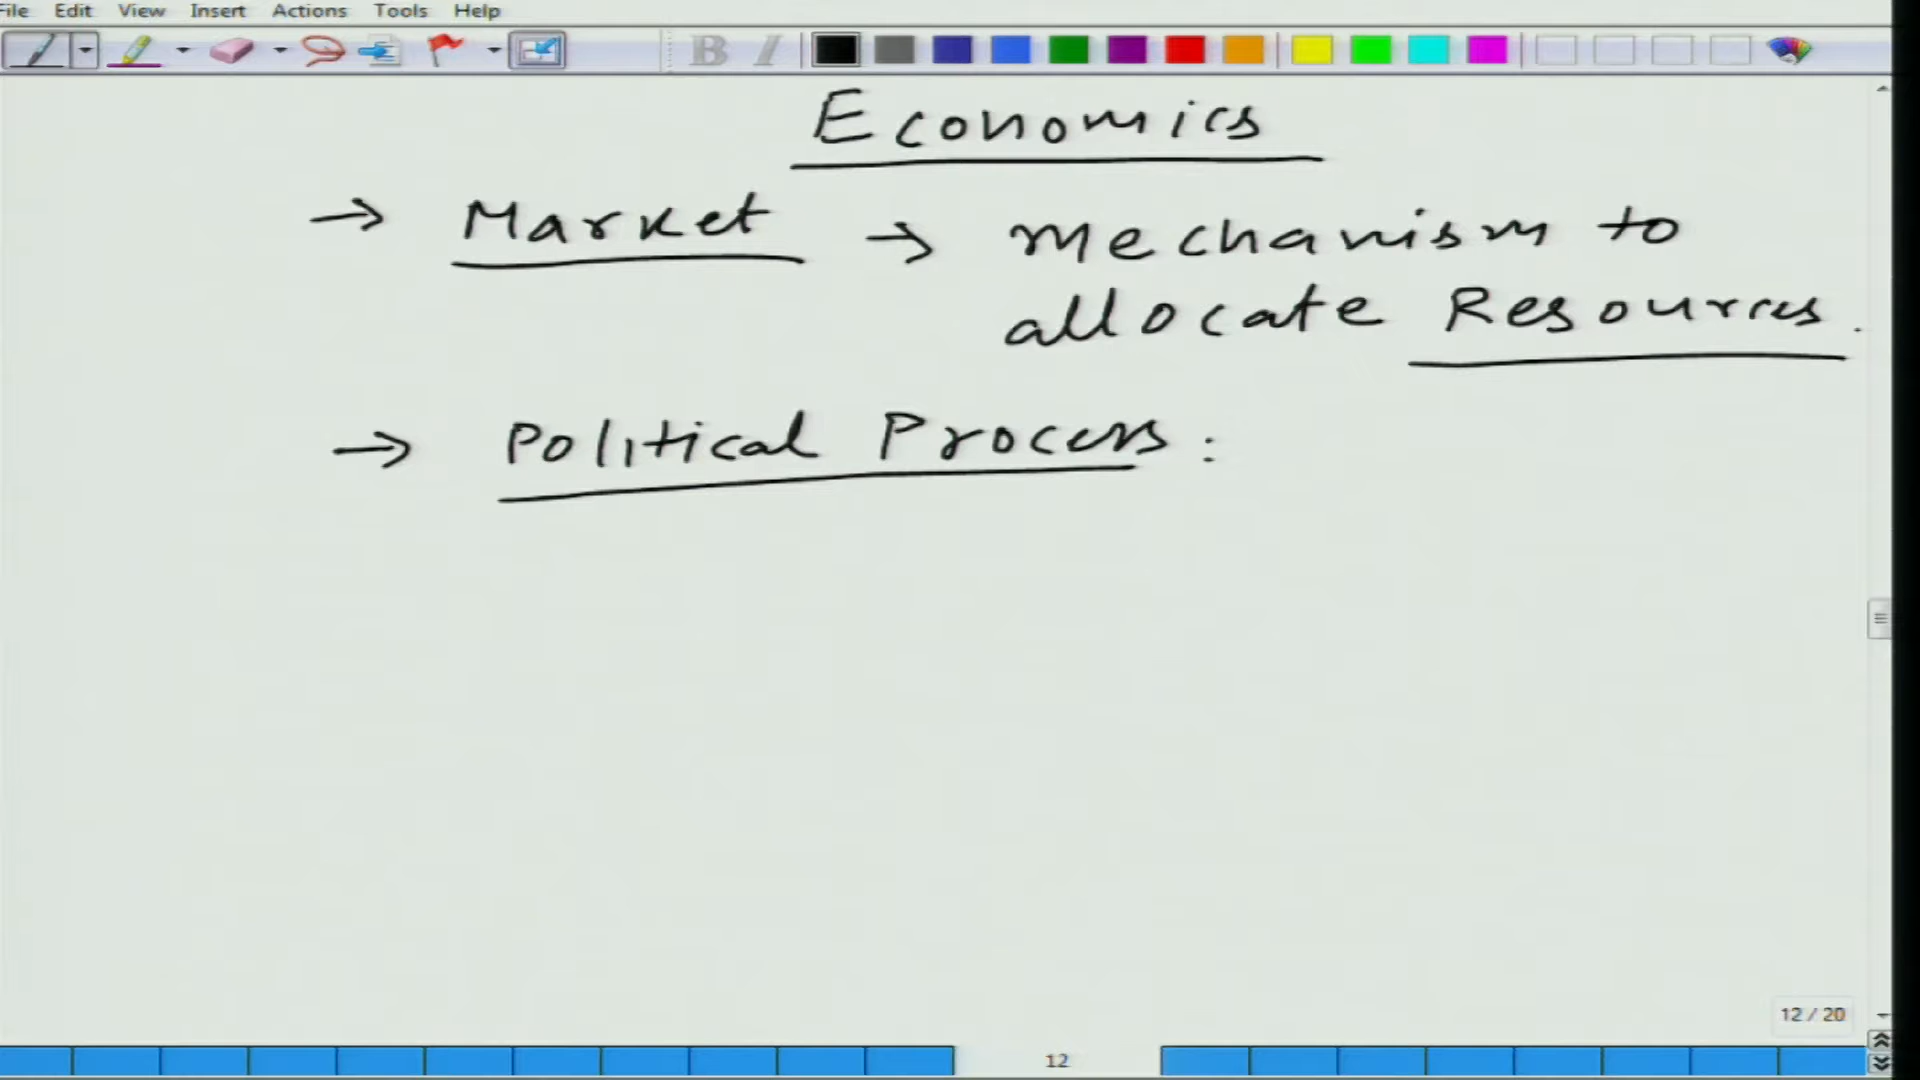 File Edit View Insert Actions Tools Help
B I
Economics
→ Market → Mechanism to
allocate Resources.
→ Political Process :
12 / 20
12